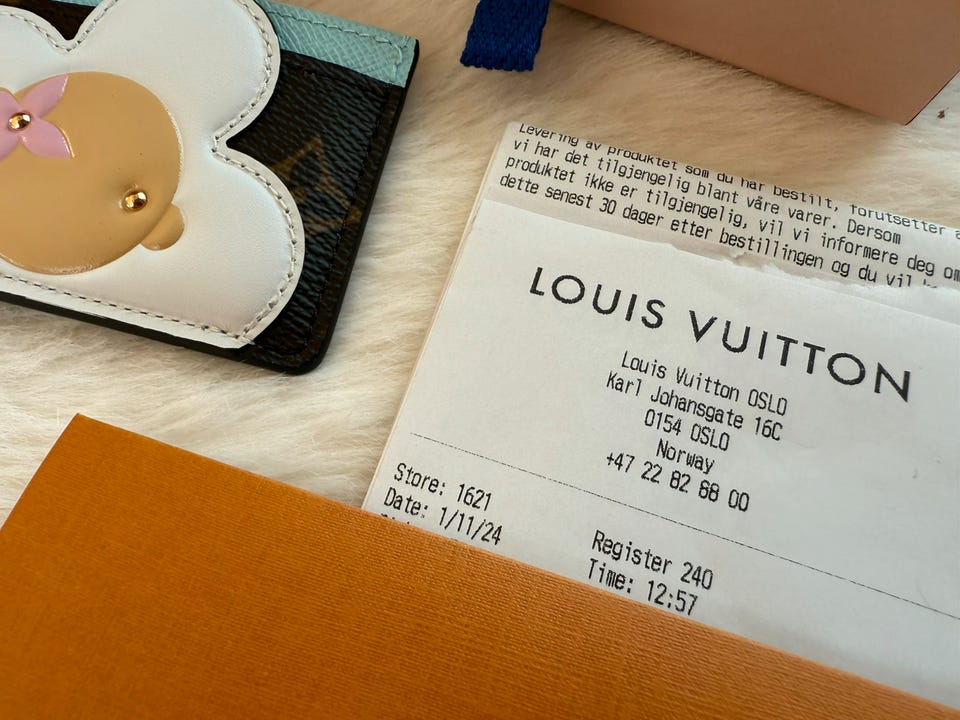 Levering av produktet som du har bestilt, forutsetter
vi har det tilgjengelig blant våre varer. Dersom
produktet ikke er tilgjengelig, vil vi informere deg om
dette senest 30 dager etter bestillingen og du vil
LOUIS VUITTON
Louis Vuitton OSLO
Karl Johansgate 16C
0154 OSLO
Norway
+47 22 82 68 00
Store: 1621
Date: 1/11/24
Register 240
Time: 12:57